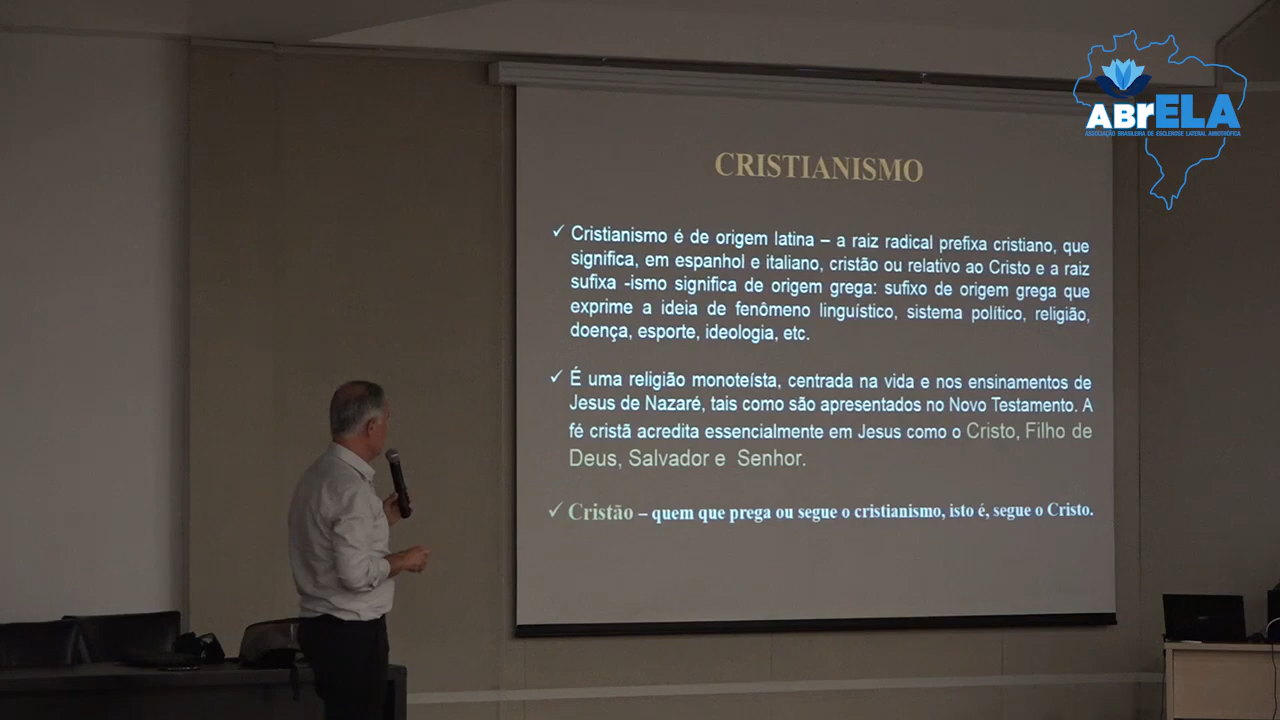 ABrELA
ASSOCIAÇÃO BRASILEIRA DE ESCLEROSE LATERAL AMIOTRÓFICA
CRISTIANISMO
✓ Cristianismo é de origem latina – a raiz radical prefixa cristiano, que
significa, em espanhol e italiano, cristão ou relativo ao Cristo e a raiz
sufixa -ismo significa de origem grega: sufixo de origem grega que
exprime a ideia de fenômeno linguístico, sistema político, religião,
doença, esporte, ideologia, etc.
✓ É uma religião monoteísta, centrada na vida e nos ensinamentos de
Jesus de Nazaré, tais como são apresentados no Novo Testamento. A
fé cristã acredita essencialmente em Jesus como o Cristo, Filho de
Deus, Salvador e Senhor.
✓ Cristão – quem que prega ou segue o cristianismo, isto é, segue o Cristo.